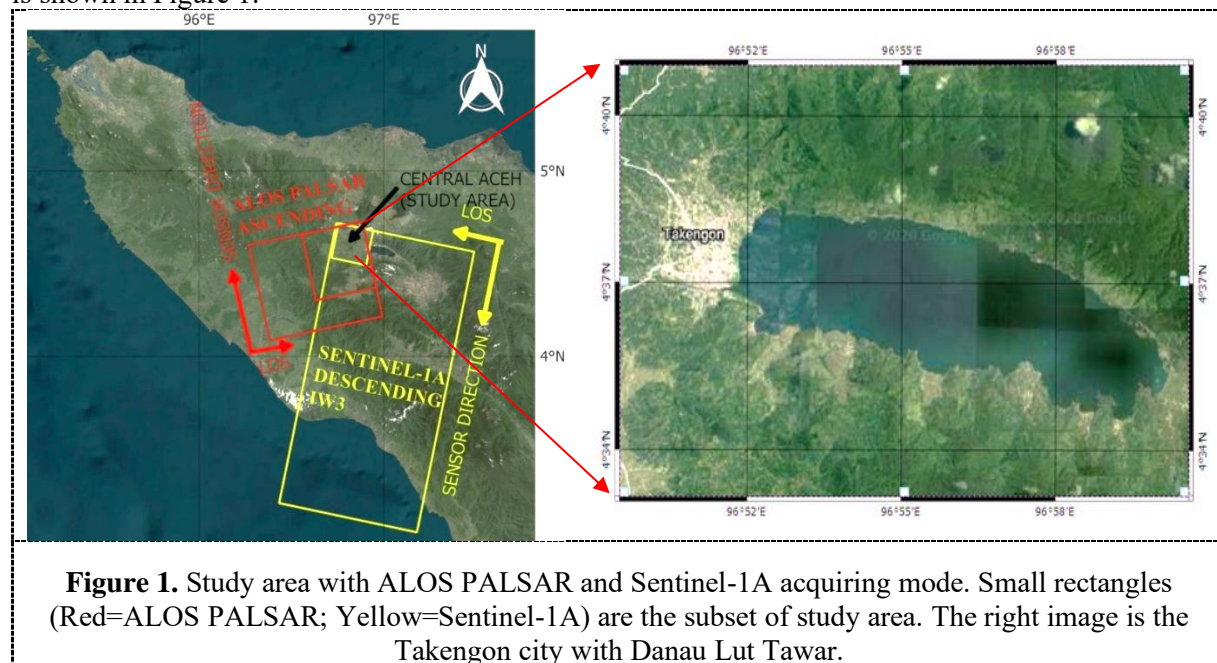 is shown in Figure 1.
96°E
97°E
N
5°N
CENTRAL ACEH
(STUDY AREA)
ALOS PALSAR
ASCENDING
SENSOR DIRECTION
LOS
LOS
4°N
SENTINEL-1A
DESCENDING
IW3
SENSOR DIRECTION
96°52'E
96°55'E
96°58'E
4°40'N
4°40'N
Takengon
© 2020 Google
4°37'N
4°37'N
4°34'N
4°34'N
96°52'E
96°55'E
96°58'E
Figure 1. Study area with ALOS PALSAR and Sentinel-1A acquiring mode. Small rectangles
(Red=ALOS PALSAR; Yellow=Sentinel-1A) are the subset of study area. The right image is the
Takengon city with Danau Lut Tawar.